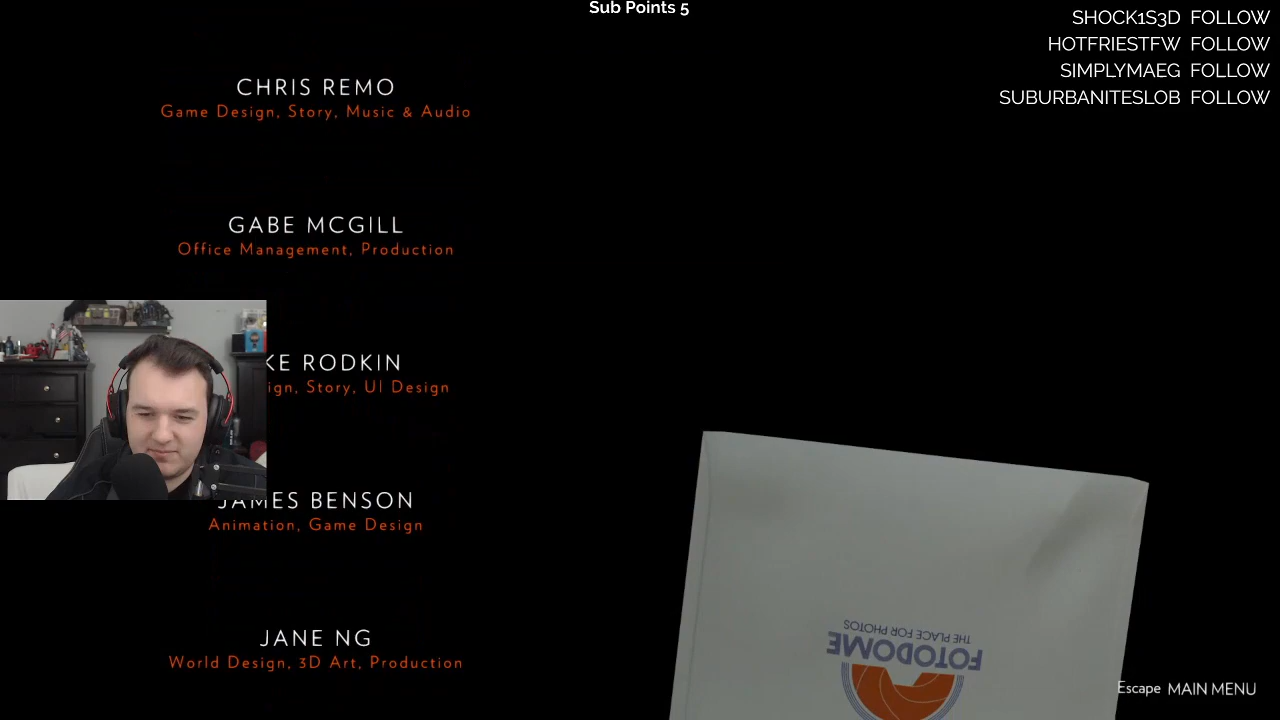 Sub Points 5
SHOCK1S3D FOLLOW
HOTFRIESTFW FOLLOW
SIMPLYMAEG FOLLOW
SUBURBANITESLOB FOLLOW
CHRIS REMO
Game Design, Story, Music & Audio
GABE MCGILL
Office Management, Production
KE RODKIN
ign, Story, UI Design
JAMES BENSON
Animation, Game Design
JANE NG
World Design, 3D Art, Production
FOTODOME
THE PLACE FOR PHOTOS
Escape MAIN MENU